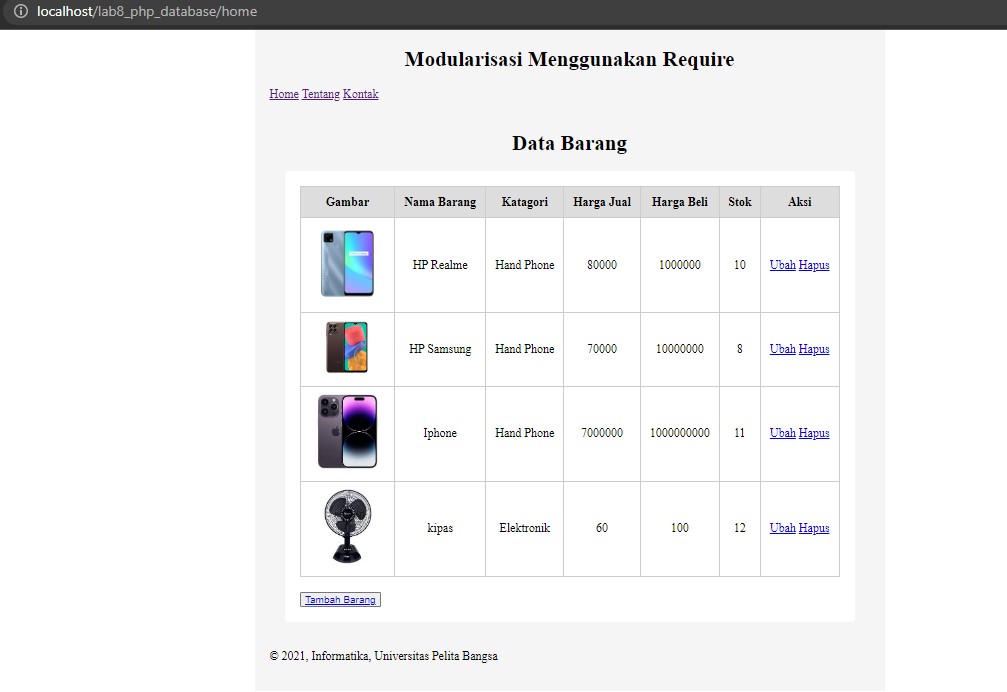 localhost/lab8_php_database/home
Modularisasi Menggunakan Require
Home Tentang Kontak
Data Barang
Gambar Nama Barang Katagori Harga Jual Harga Beli Stok Aksi
HP Realme Hand Phone 80000 1000000 10 Ubah Hapus
HP Samsung Hand Phone 70000 10000000 8 Ubah Hapus
Iphone Hand Phone 7000000 1000000000 11 Ubah Hapus
kipas Elektronik 60 100 12 Ubah Hapus
Tambah Barang
© 2021, Informatika, Universitas Pelita Bangsa